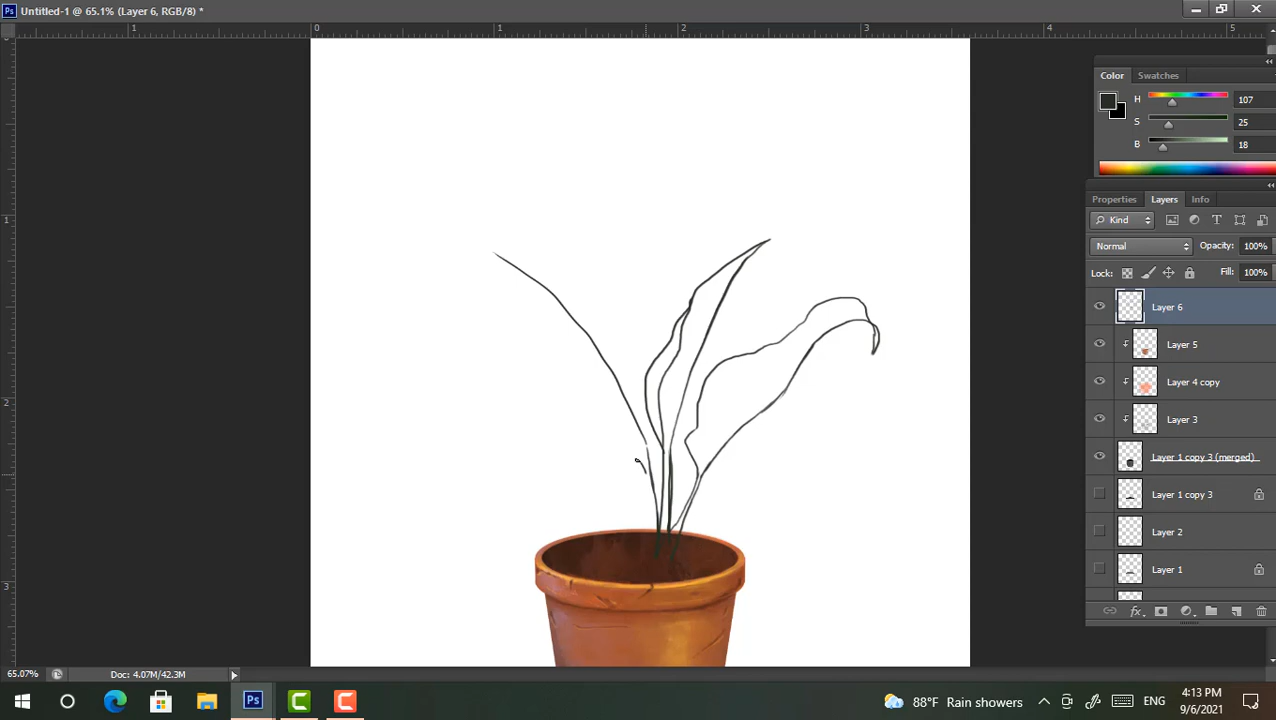 Ps Untitled-1 @ 65.1% (Layer 6, RGB/8) *
1 0 1 2 3 4 5
1
2
3
Color Swatches
H 107
S 25
B 18
Properties Layers Info
Kind
Normal Opacity: 100%
Lock: 100%
Layer 6
Layer 5
Layer 4 copy
Layer 3
Layer 1 copy 3 (merged)
Layer 1 copy 3
Layer 2
Layer 1
65.07% Doc: 4.07M/42.3M
Ps
88°F Rain showers
ENG
4:13 PM
9/6/2021